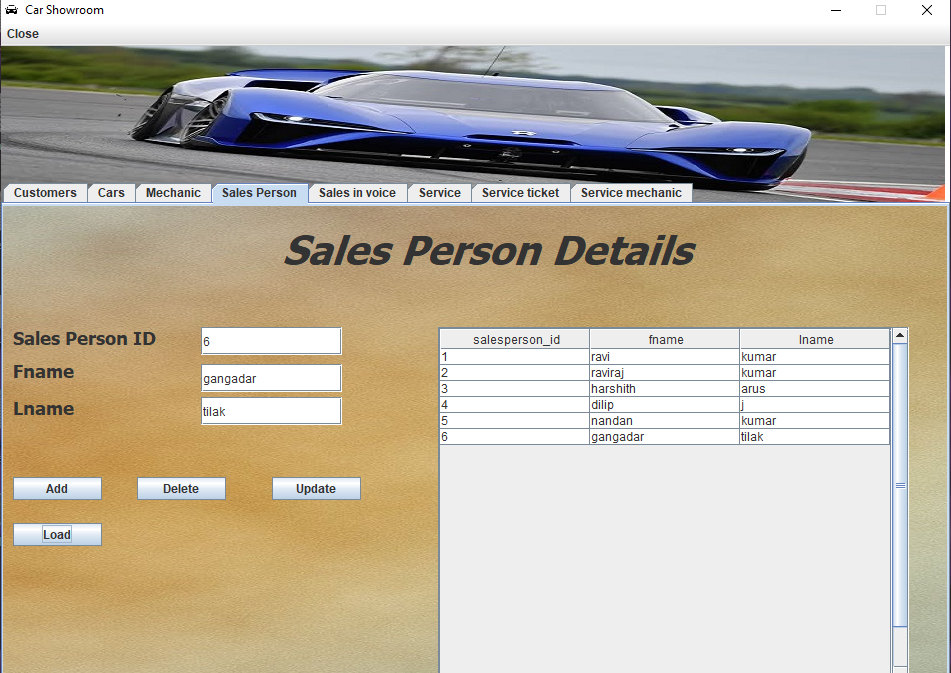 Car Showroom
Close
Customers Cars Mechanic Sales Person Sales in voice Service Service ticket Service mechanic
Sales Person Details
Sales Person ID 6
Fname gangadar
Lname tilak
Add Delete Update
Load
salesperson_id fname lname
1 ravi kumar
2 raviraj kumar
3 harshith arus
4 dilip j
5 nandan kumar
6 gangadar tilak